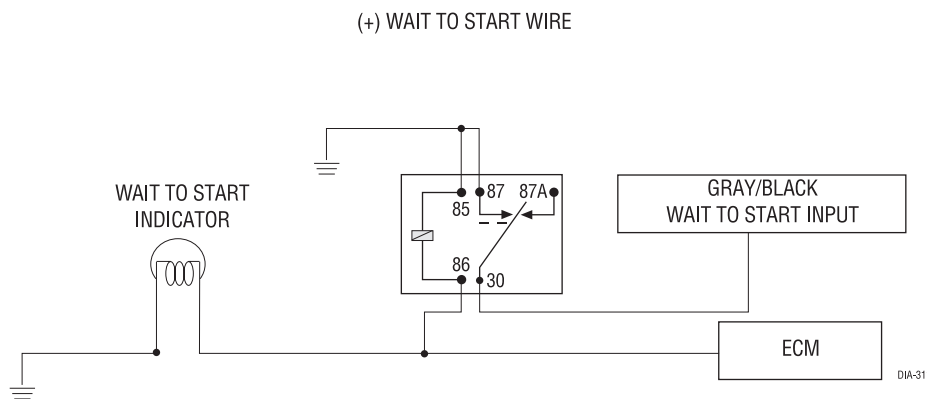 (+) WAIT TO START WIRE
WAIT TO START
INDICATOR
85
87
87A
86
30
GRAY/BLACK
WAIT TO START INPUT
ECM
DIA-31